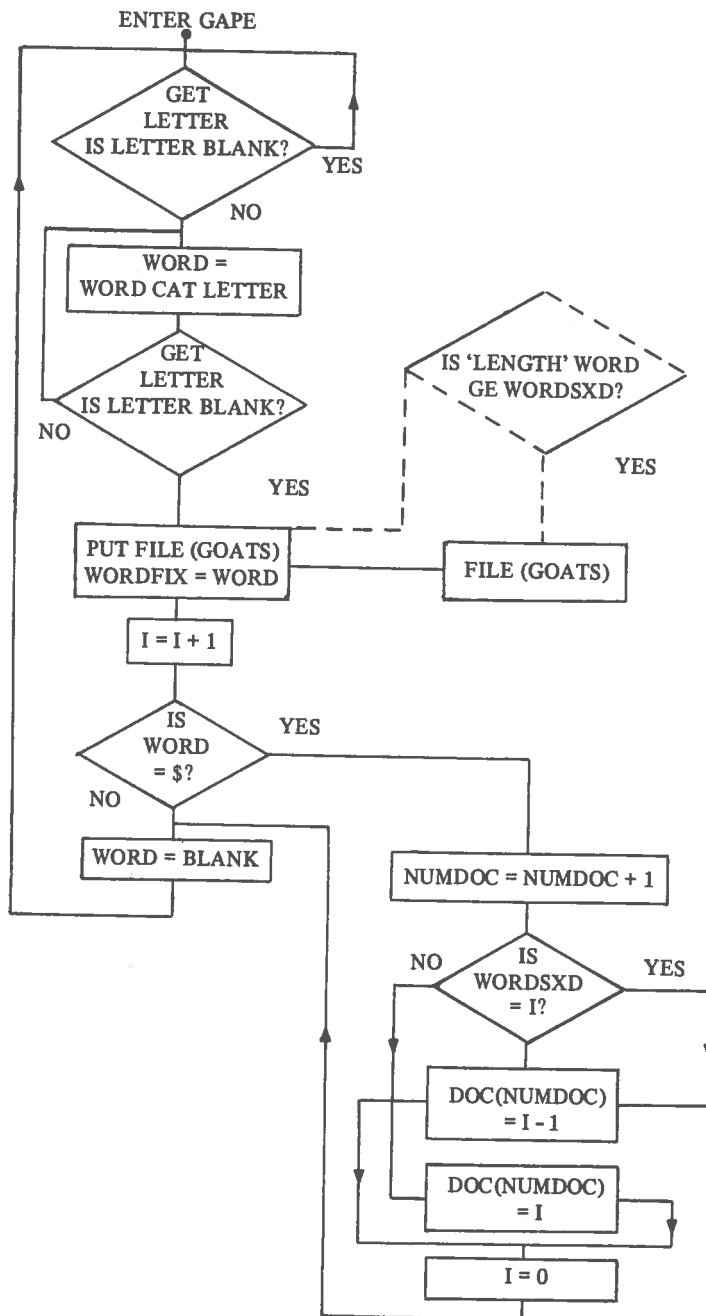 ENTER GAPE
GET
LETTER
IS LETTER BLANK?
YES
NO
WORD =
WORD CAT LETTER
GET
LETTER
IS LETTER BLANK?
NO
YES
IS 'LENGTH' WORD
GE WORDSXD?
YES
PUT FILE (GOATS)
WORDFIX = WORD
FILE (GOATS)
I = I + 1
IS
WORD
= $?
YES
NO
WORD = BLANK
NUMDOC = NUMDOC + 1
IS
WORDSXD
= I?
NO
YES
DOC(NUMDOC)
= I - 1
DOC(NUMDOC)
= I
I = 0